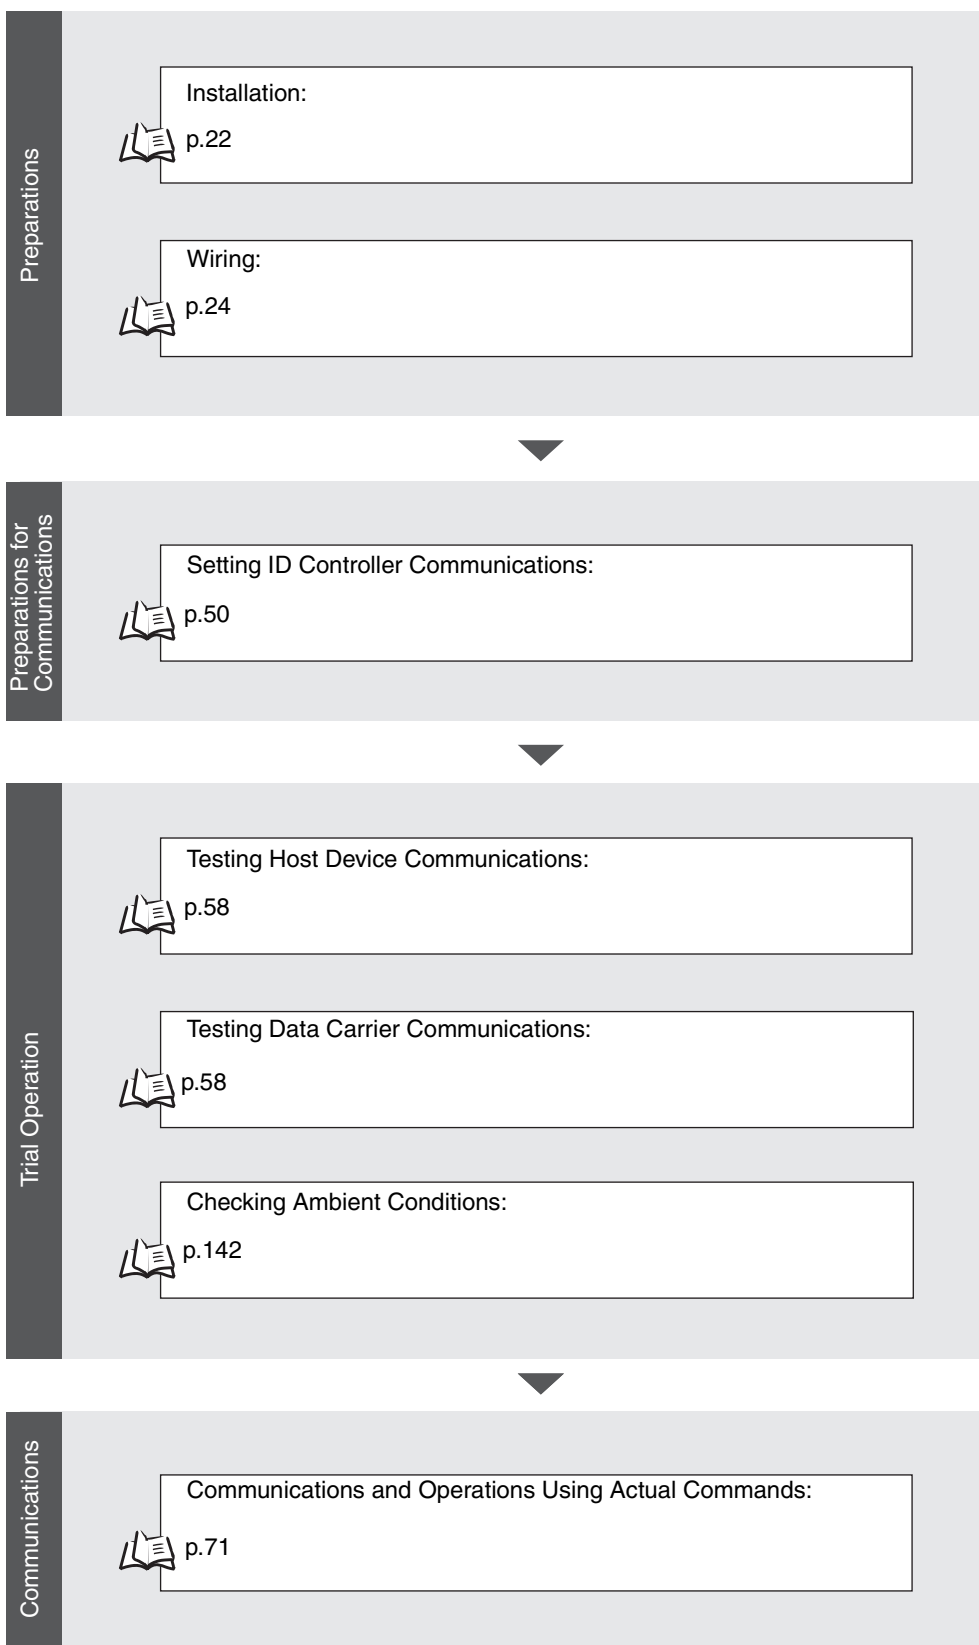 Preparations
Installation:
p.22
Wiring:
p.24
Preparations for
Communications
Setting ID Controller Communications:
p.50
Trial Operation
Testing Host Device Communications:
p.58
Testing Data Carrier Communications:
p.58
Checking Ambient Conditions:
p.142
Communications
Communications and Operations Using Actual Commands:
p.71